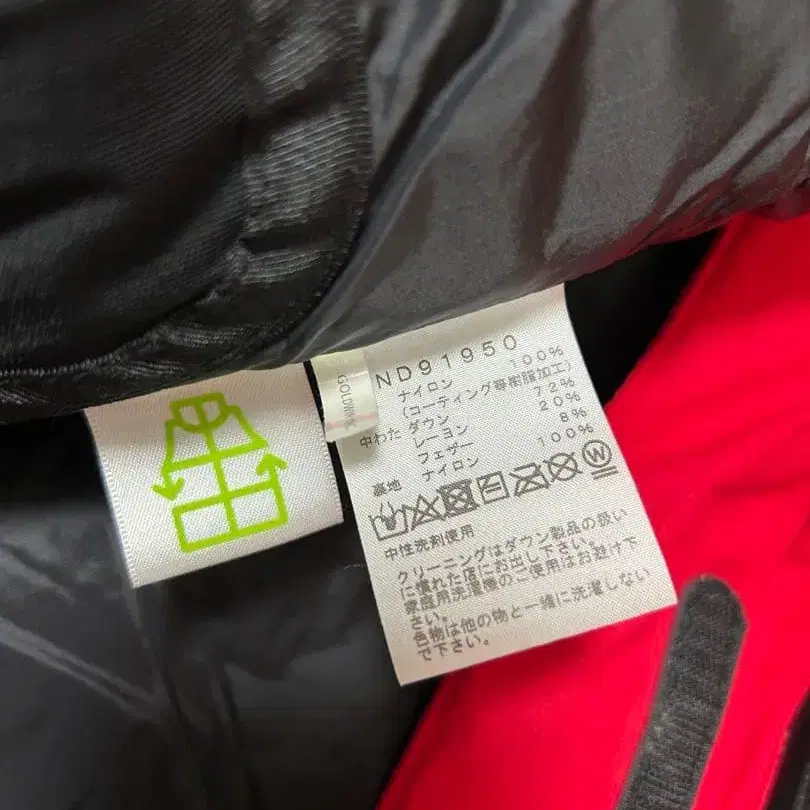 GOLDWIN
ND91950
ナイロン 100%
(コーティング等樹脂加工)
中わた ダウン 72%
レーヨン 20%
フェザー 8%
裏地 ナイロン 100%
W
中性洗剤使用
クリーニングはダウン製品の扱い
に慣れた店にお出し下さい。
家庭用洗濯機のご使用はお避け下
さい。
色物は他の物と一緒に洗濯しない
で下さい。